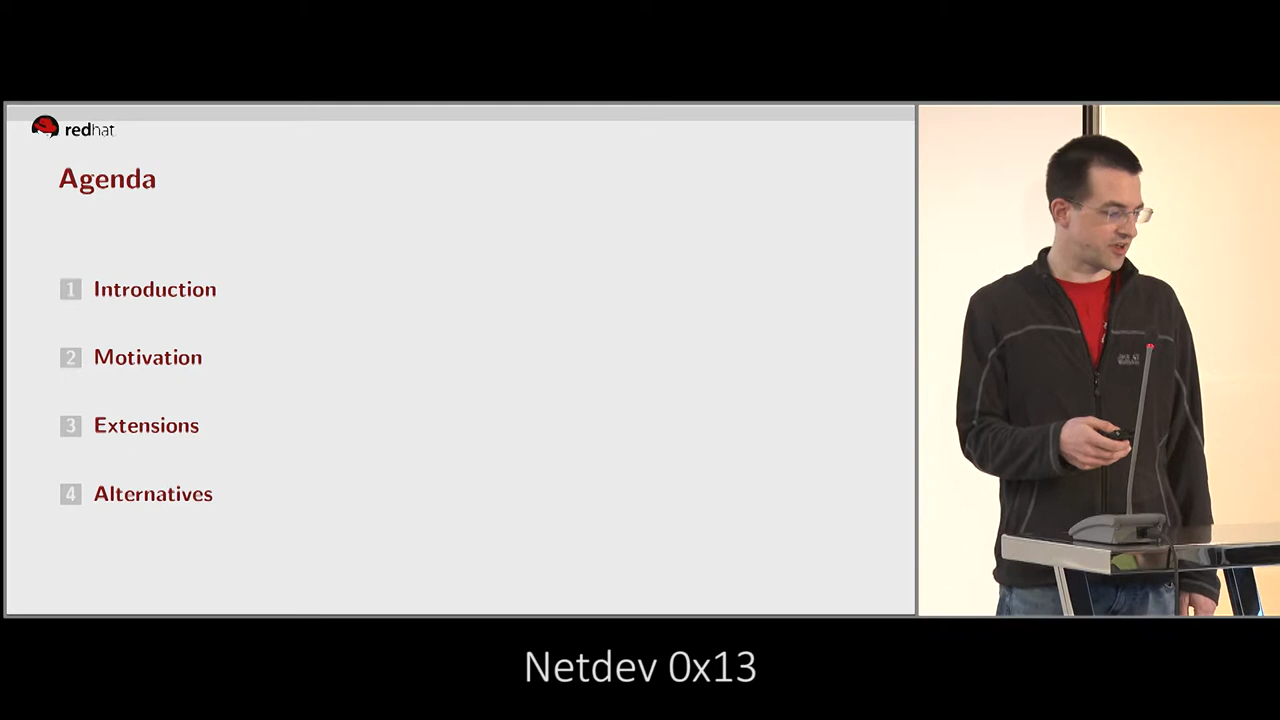 redhat.
Agenda
1 Introduction
2 Motivation
3 Extensions
4 Alternatives
Netdev 0x13